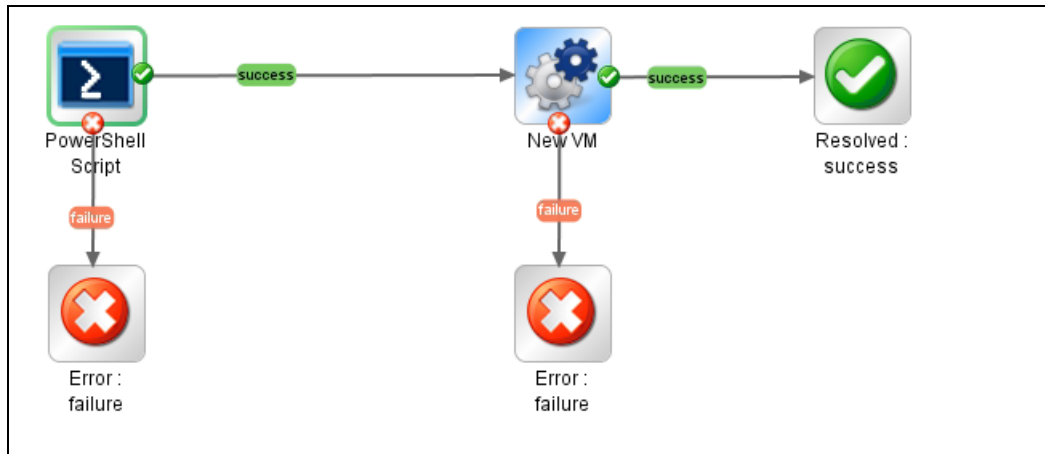 success
success
PowerShell
Script
New VM
Resolved :
success
failure
failure
Error :
failure
Error :
failure